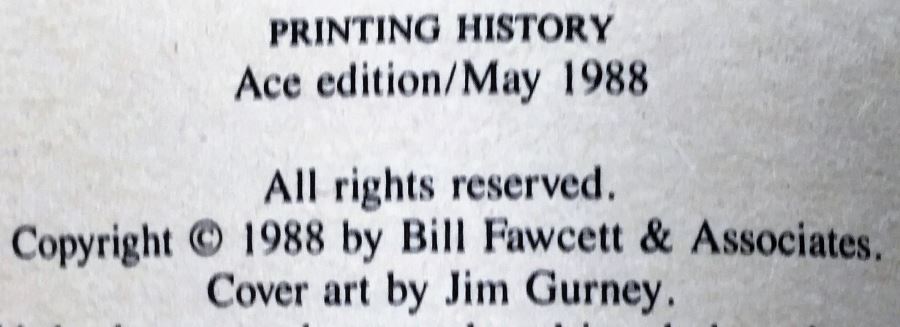 PRINTING HISTORY
Ace edition/May 1988
All rights reserved.
Copyright © 1988 by Bill Fawcett & Associates.
Cover art by Jim Gurney.